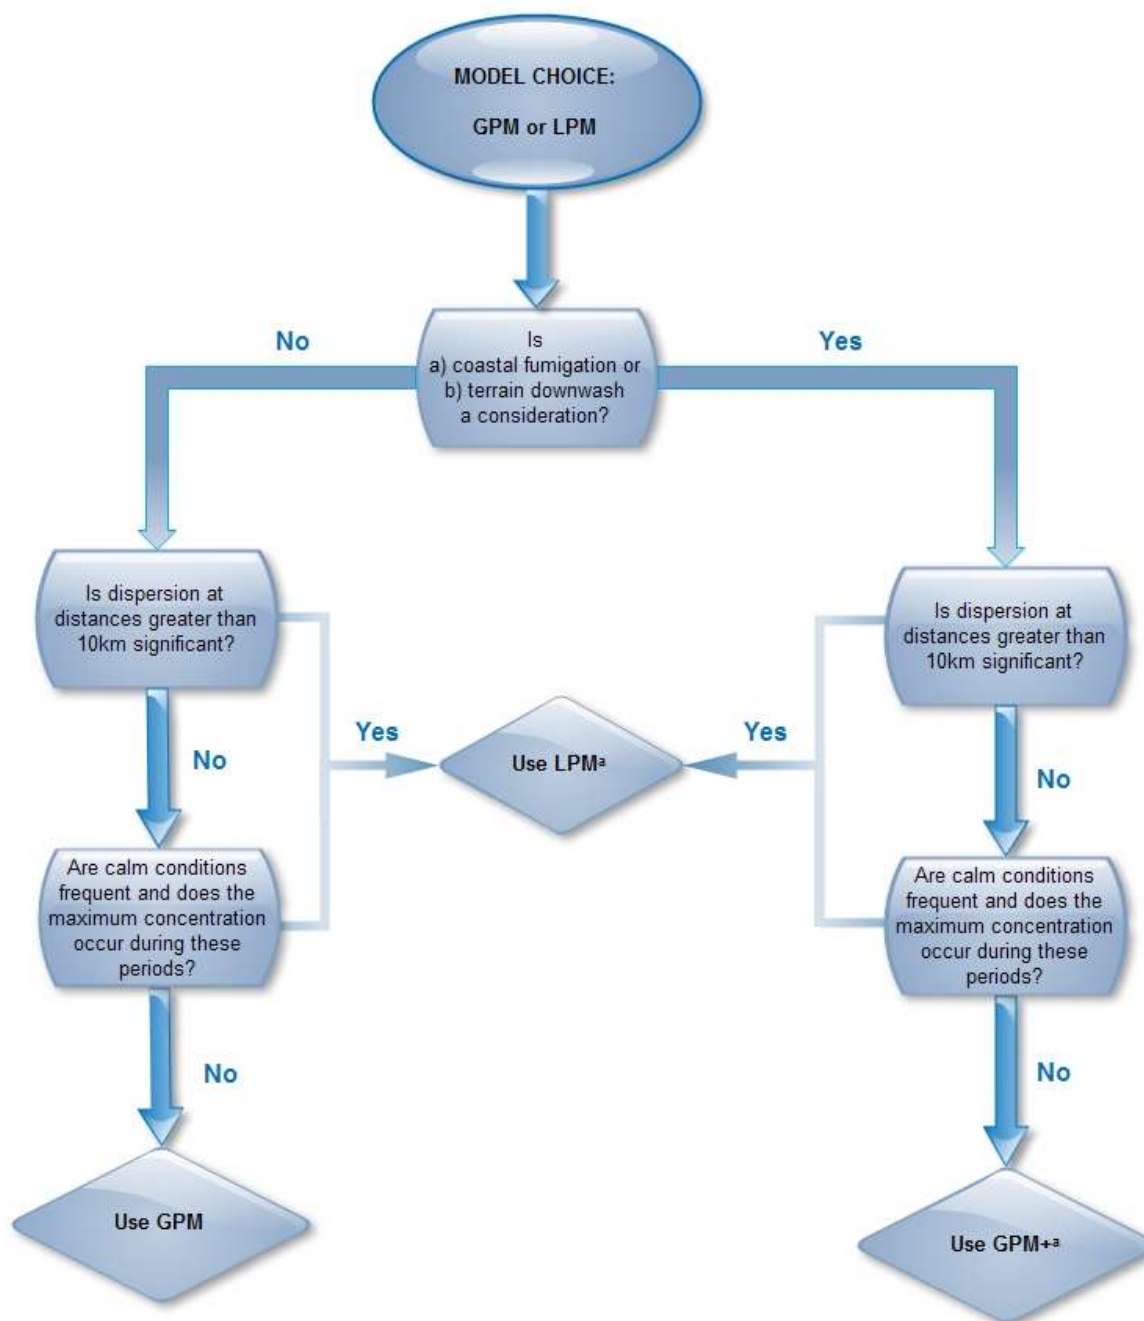 MODEL CHOICE:
GPM or LPM
Is
a) coastal fumigation or
b) terrain downwash
a consideration?
No
Yes
Is dispersion at
distances greater than
10km significant?
Is dispersion at
distances greater than
10km significant?
Yes
Use LPMᵃ
Yes
No
No
Are calm conditions
frequent and does the
maximum concentration
occur during these
periods?
Are calm conditions
frequent and does the
maximum concentration
occur during these
periods?
No
No
Use GPM
Use GPM+ᵃ